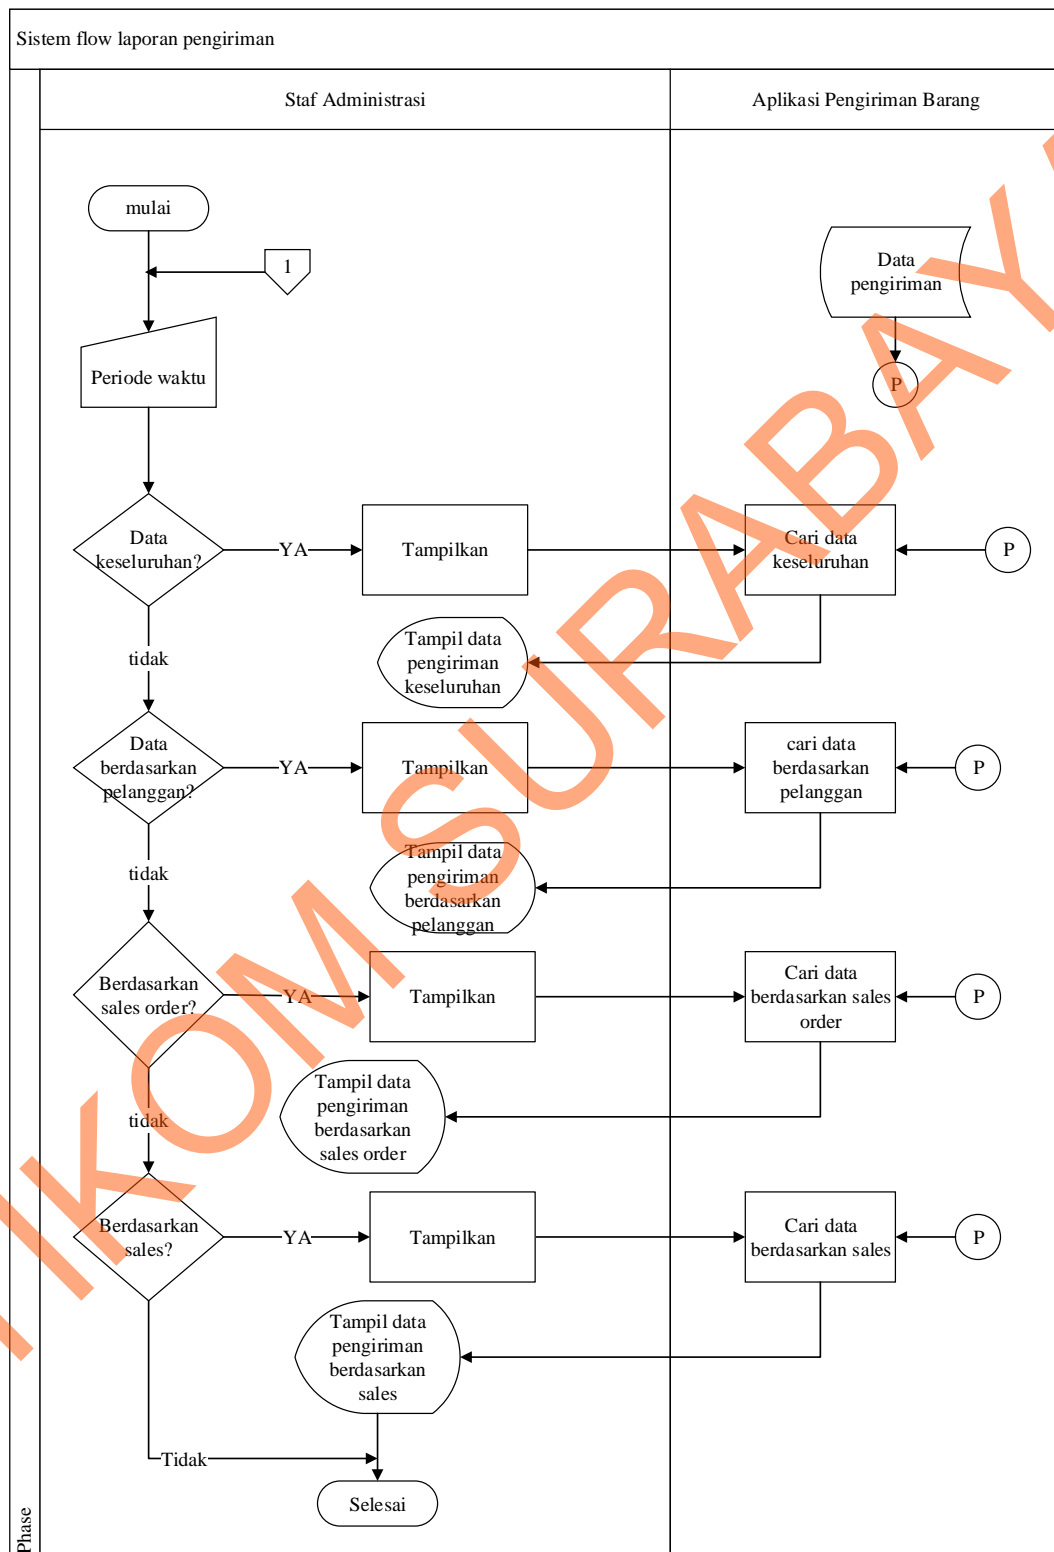 Sistem flow laporan pengiriman
Staf Administrasi
Aplikasi Pengiriman Barang
mulai
1
Data
pengiriman
Periode waktu
P
Data
keseluruhan?
YA
Tampilkan
Cari data
keseluruhan
P
tidak
Tampil data
pengiriman
keseluruhan
Data
berdasarkan
pelanggan?
YA
Tampilkan
cari data
berdasarkan
pelanggan
P
tidak
Tampil data
pengiriman
berdasarkan
pelanggan
Berdasarkan
sales order?
YA
Tampilkan
Cari data
berdasarkan sales
order
P
tidak
Tampil data
pengiriman
berdasarkan
sales order
Berdasarkan
sales?
YA
Tampilkan
Cari data
berdasarkan sales
P
Tampil data
pengiriman
berdasarkan
sales
Tidak
Selesai
Phase
IKOM SURABAYA